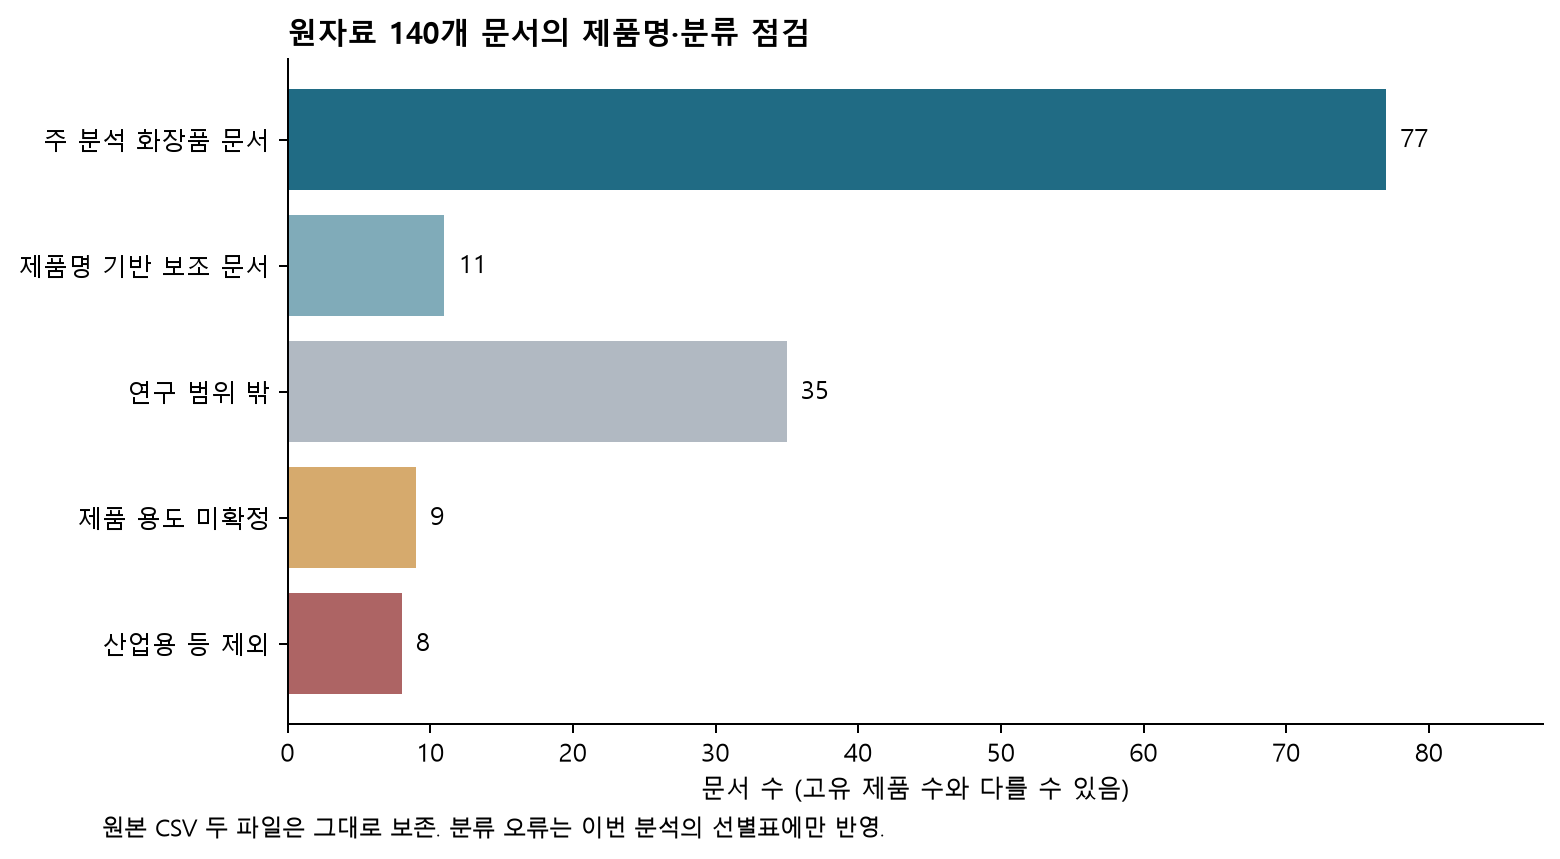 원자료 140개 문서의 제품명·분류 점검
주 분석 화장품 문서
77
제품명 기반 보조 문서
11
연구 범위 밖
35
제품 용도 미확정
9
산업용 등 제외
8
0 10 20 30 40 50 60 70 80
문서 수 (고유 제품 수와 다를 수 있음)
원본 CSV 두 파일은 그대로 보존. 분류 오류는 이번 분석의 선별표에만 반영.